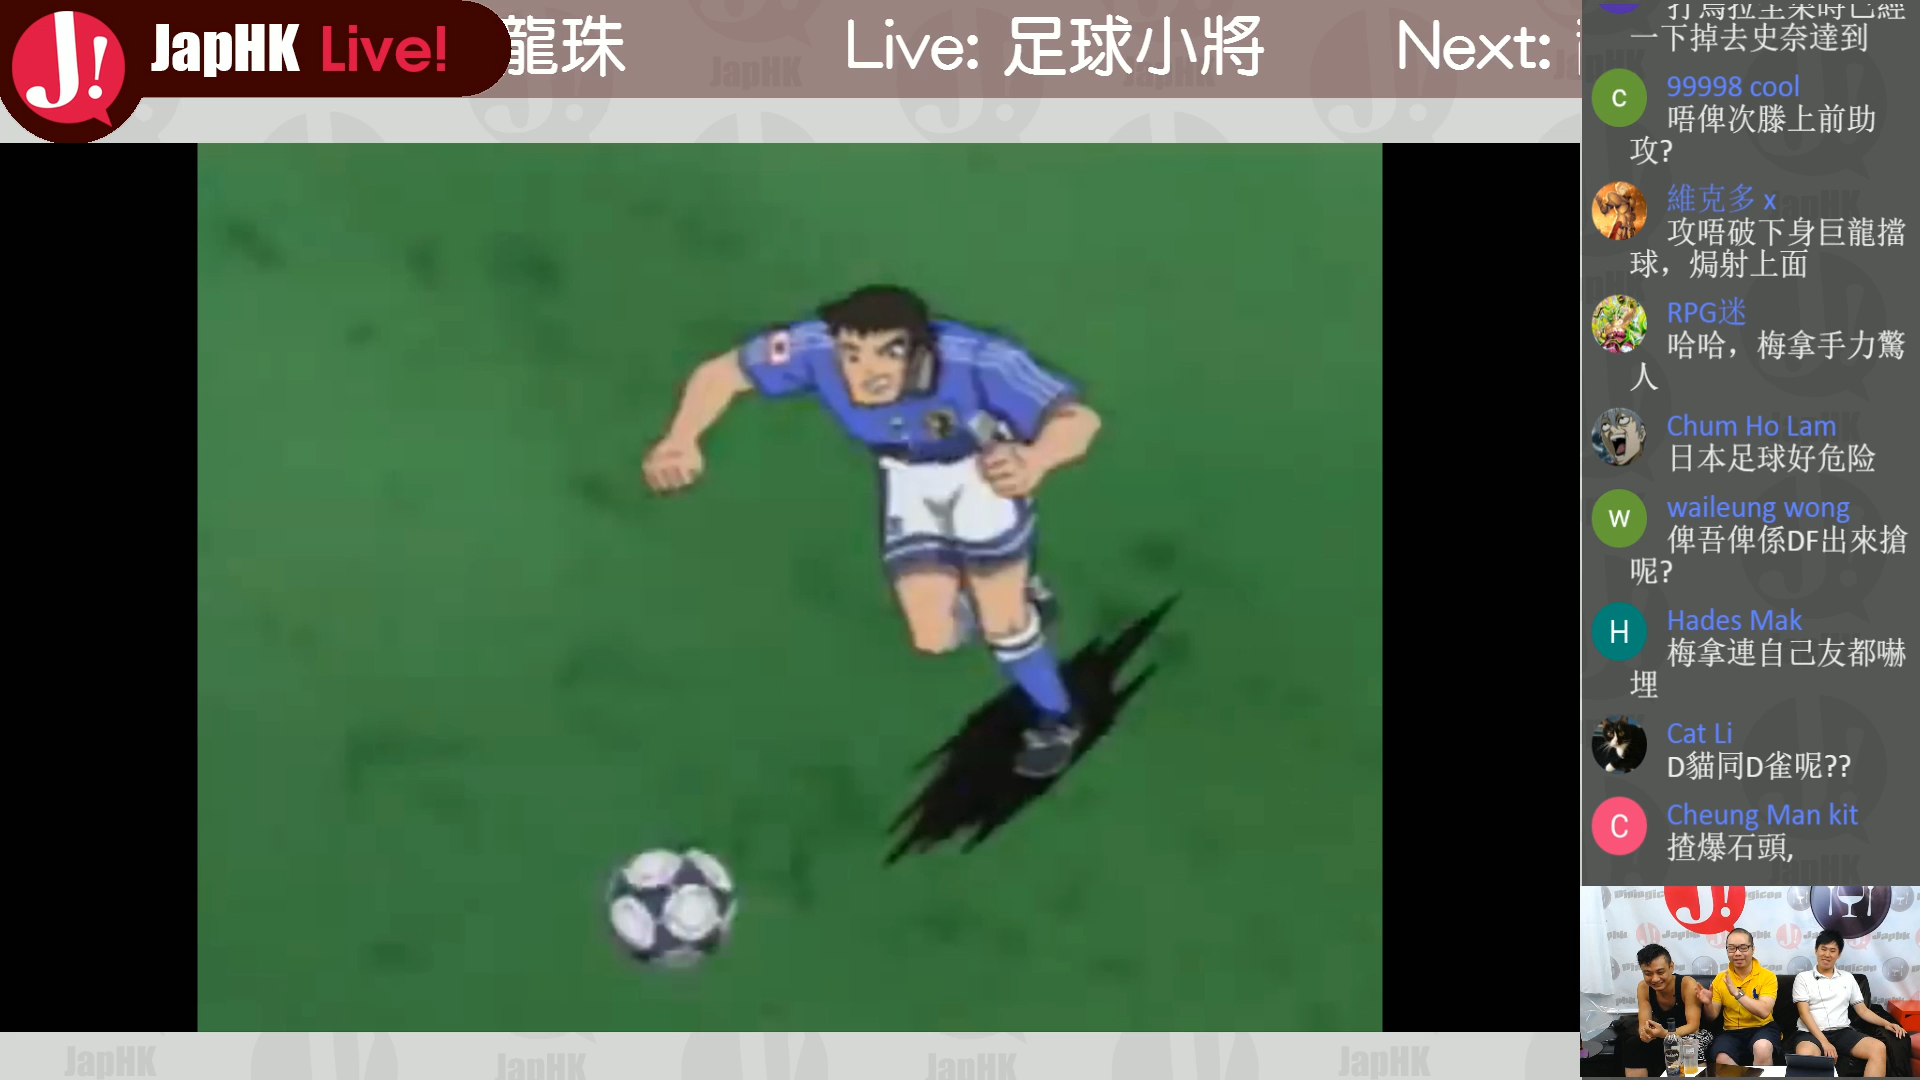 J! JapHK Live!
龍珠
Live: 足球小將
Next:
一下掉去史奈達到
C
99998 cool
唔俾次滕上前助
攻?
維克多 x
攻唔破下身巨龍擋
球，焗射上面
RPG迷
哈哈，梅拿手力驚
人
Chum Ho Lam
日本足球好危险
W
waileung wong
俾吾俾係DF出來搶
呢?
H
Hades Mak
梅拿連自己友都嚇
埋
Cat Li
D貓同D雀呢??
C
Cheung Man kit
揸爆石頭,
J!
JapHK
JapHK
JapHK
JapHK